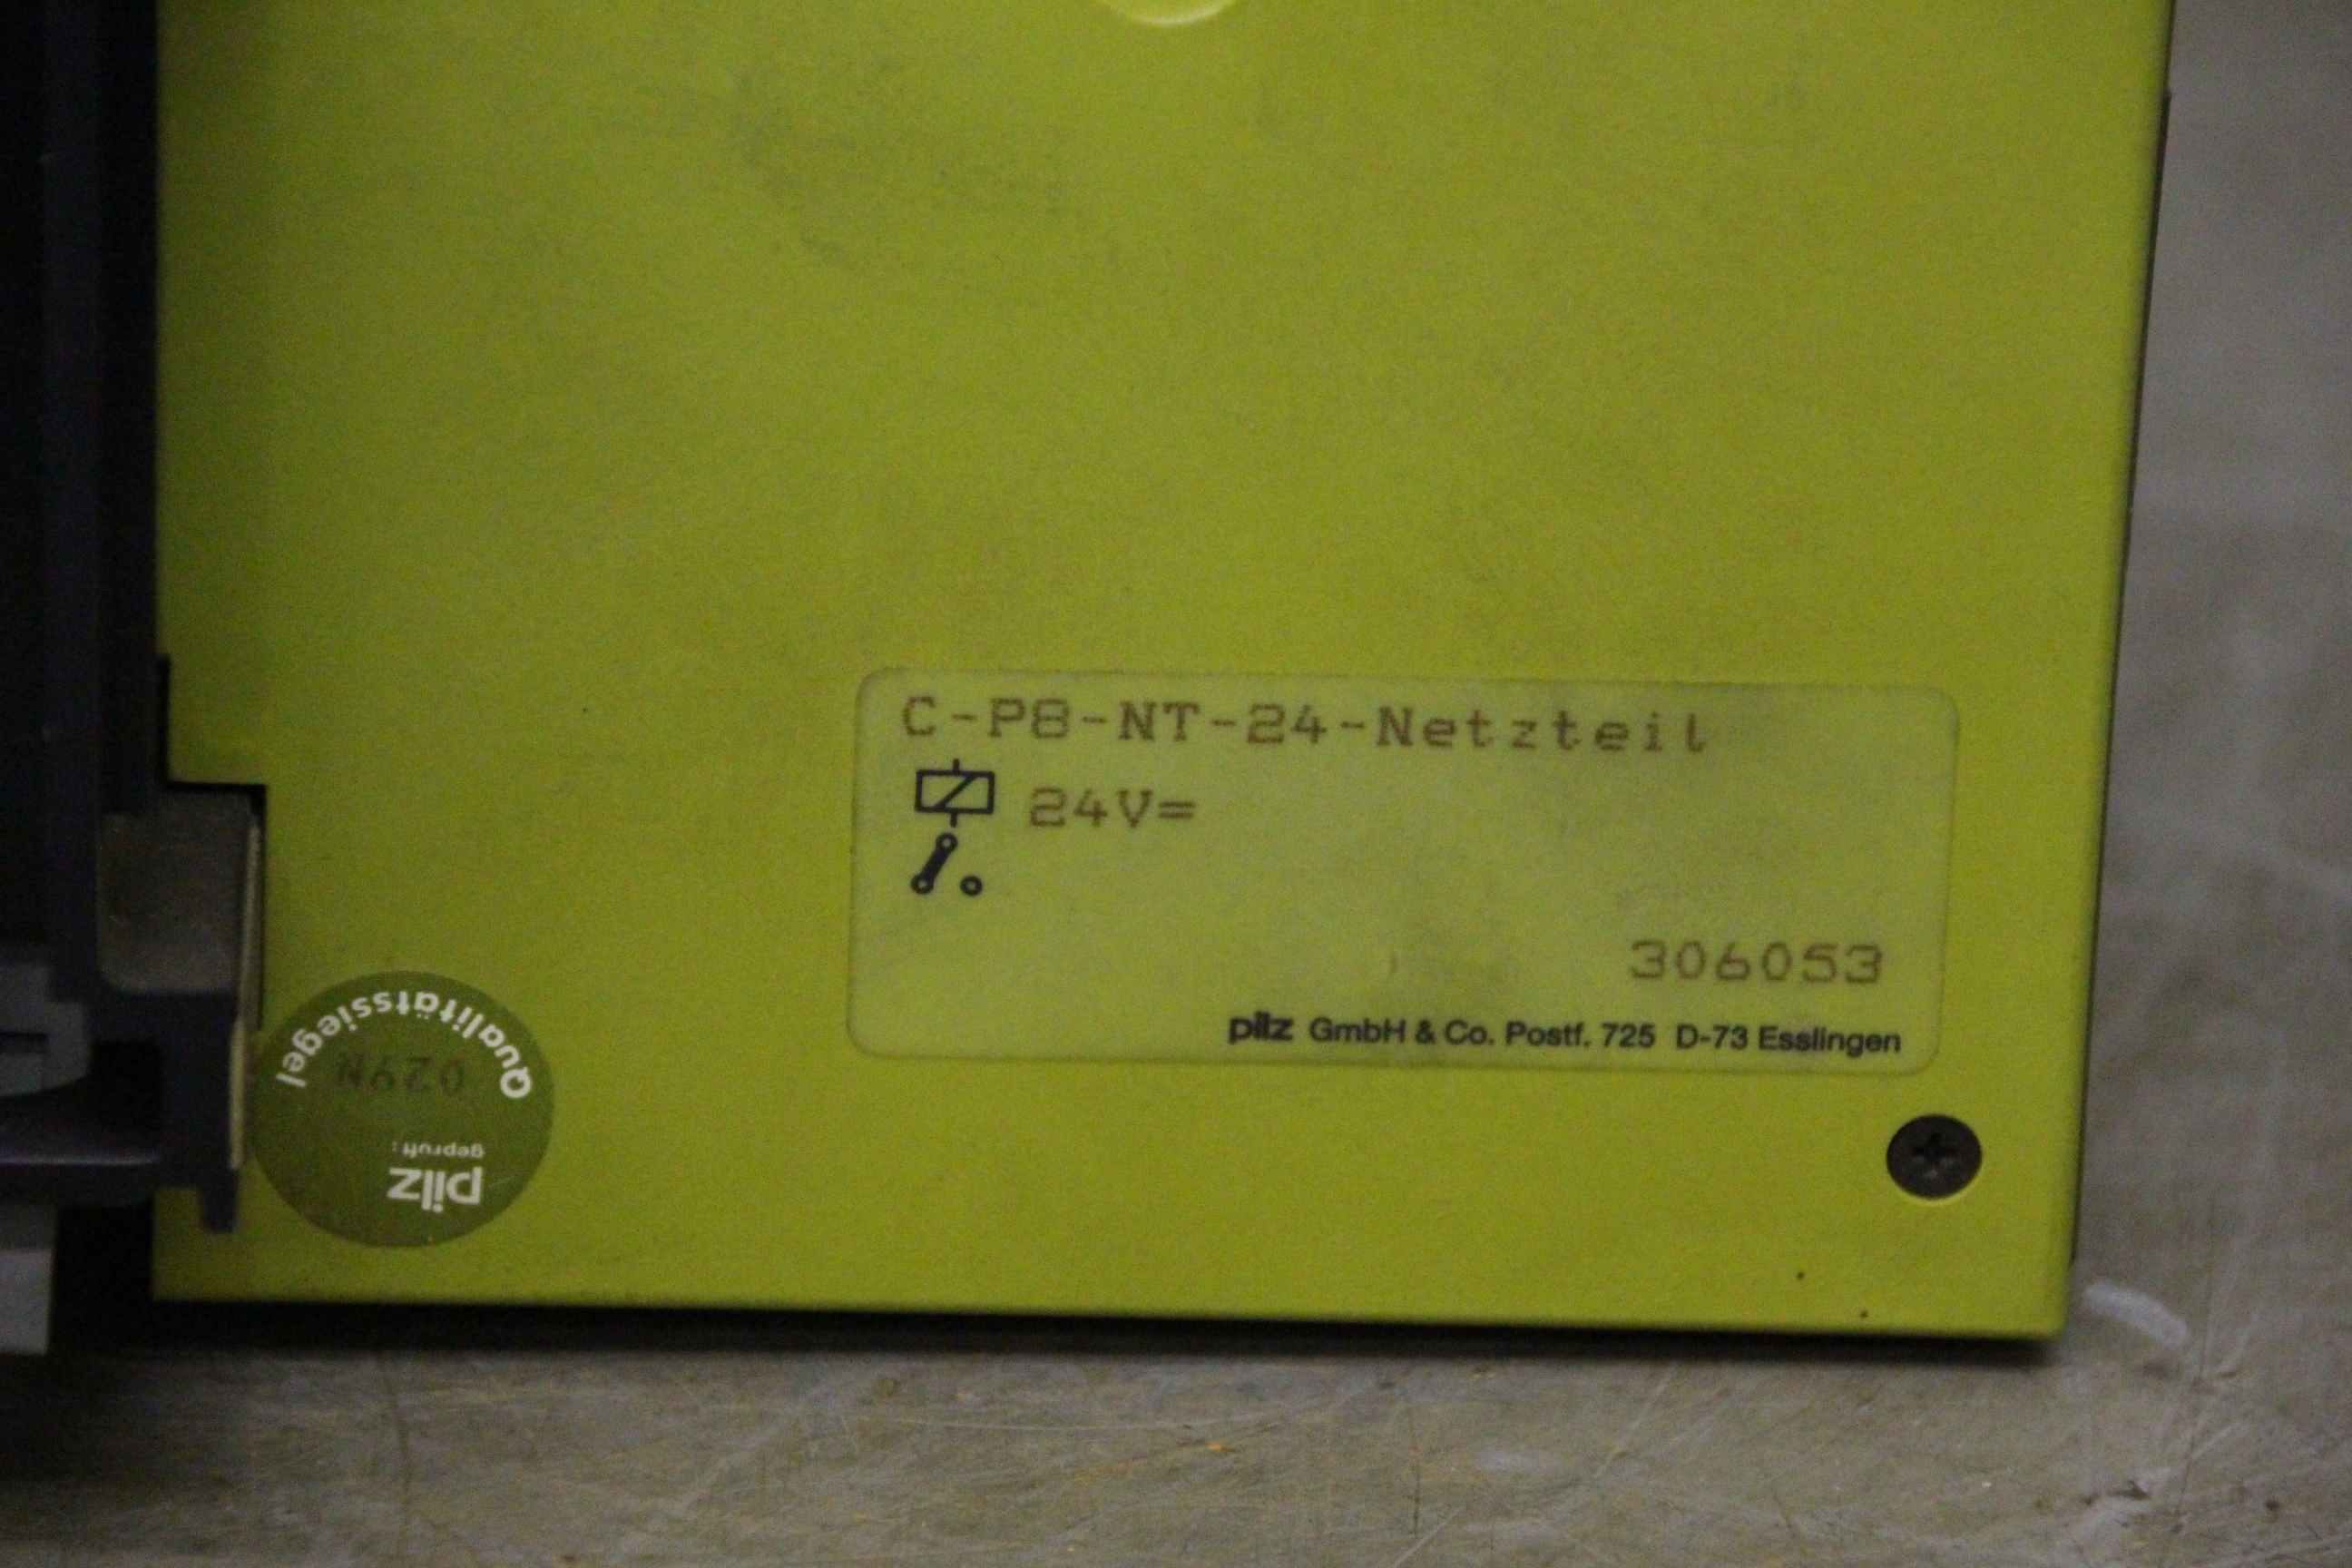 C-P8-NT-24-Netzteil
24V=
306053
pilz GmbH & Co. Postf. 725 D-73 Esslingen
pilz
geprüft:
029N
Qualitätssiegel